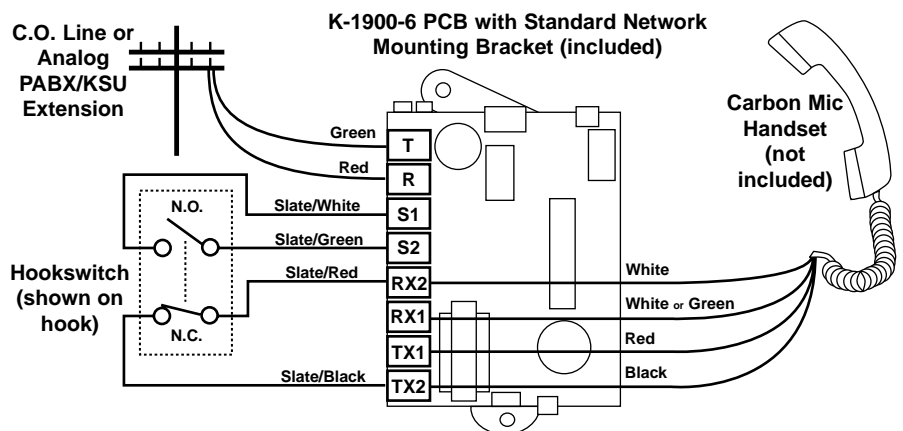 K-1900-6 PCB with Standard Network
Mounting Bracket (included)
C.O. Line or
Analog
PABX/KSU
Extension
Carbon Mic
Handset
(not
included)
Green
T
Red
R
Slate/White
S1
N.O.
Slate/Green
S2
Hookswitch
(shown on
hook)
Slate/Red
RX2
White
RX1
White or Green
N.C.
TX1
Red
Slate/Black
TX2
Black